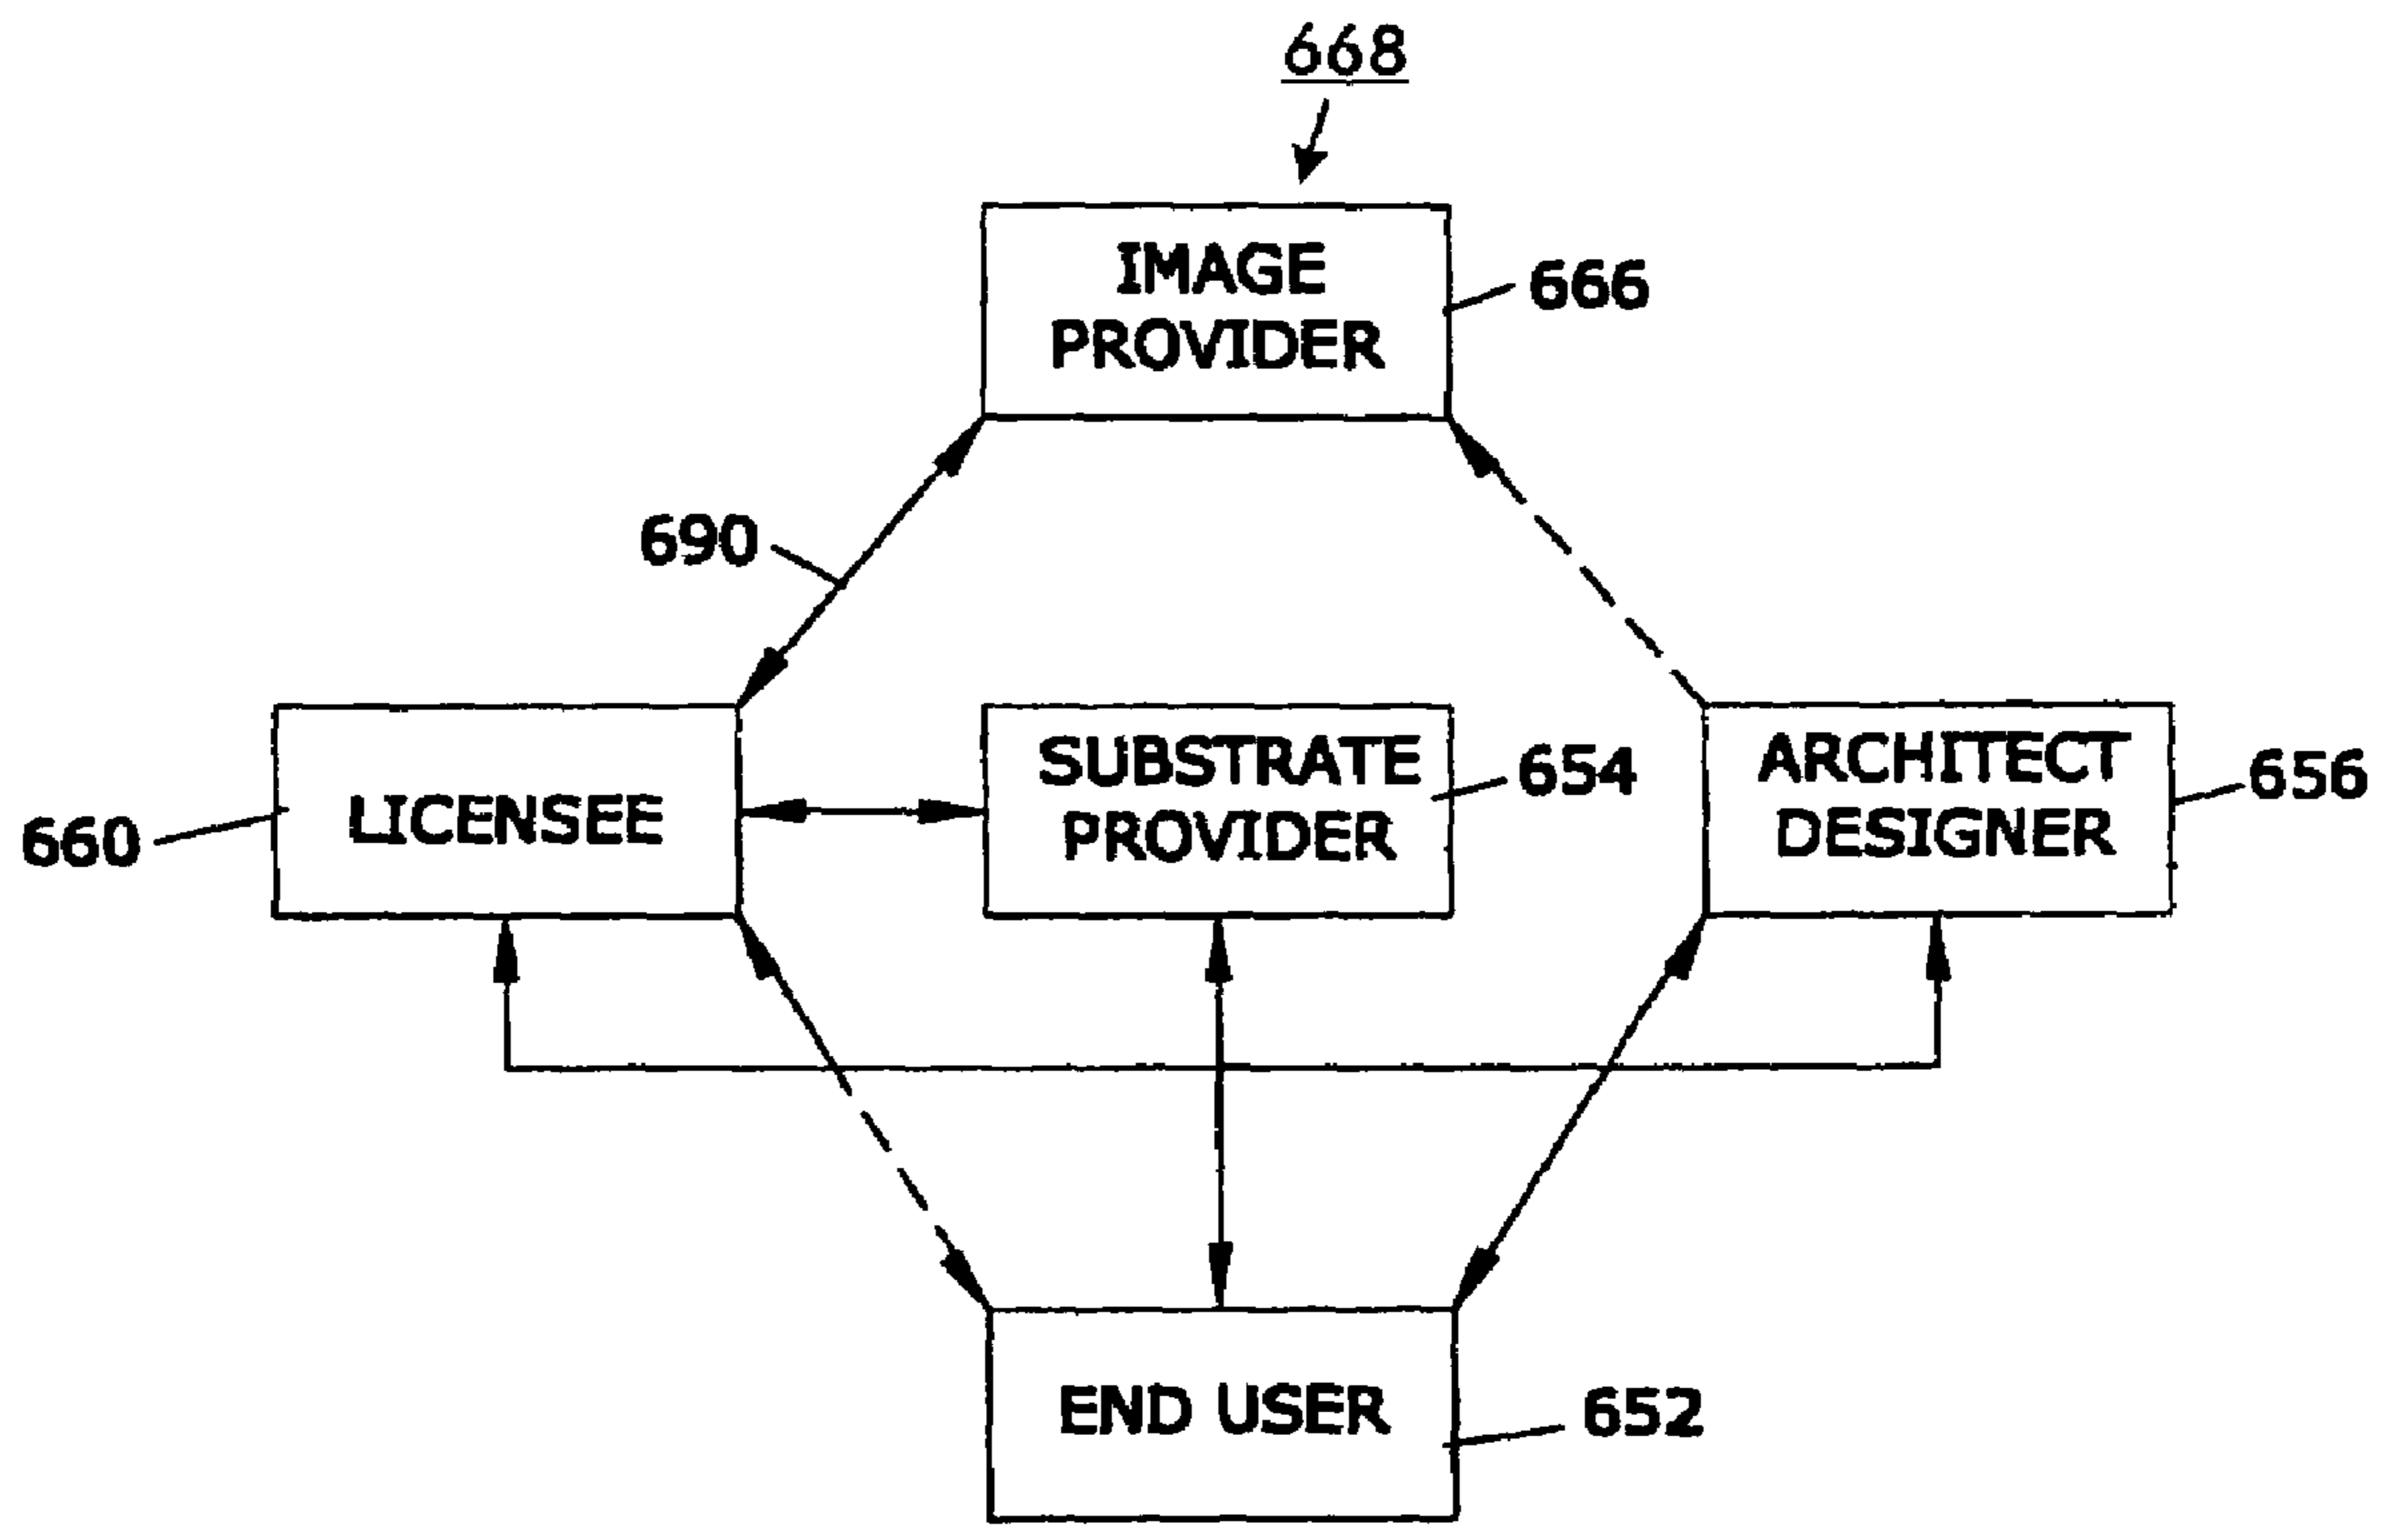 668
IMAGE
PROVIDER
666
690
LICENSEE
660
SUBSTRATE
PROVIDER
654
ARCHITECT
DESIGNER
656
END USER
652